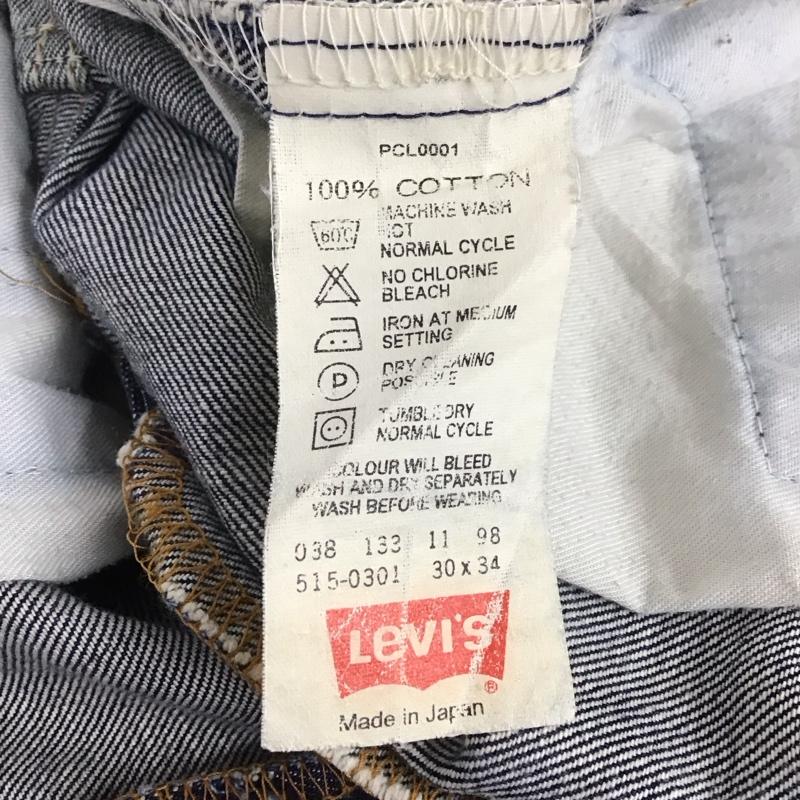 PCL0001
100% COTTON
60°C
MACHINE WASH
HOT
NORMAL CYCLE
NO CHLORINE
BLEACH
IRON AT MEDIUM
SETTING
P
DRY CLEANING
POSSIBLE
TUMBLE DRY
NORMAL CYCLE
COLOUR WILL BLEED
WASH AND DRY SEPARATELY
WASH BEFORE WEARING
038 133 11 98
515-0301 30 x 34
LEVI'S ®
Made in Japan